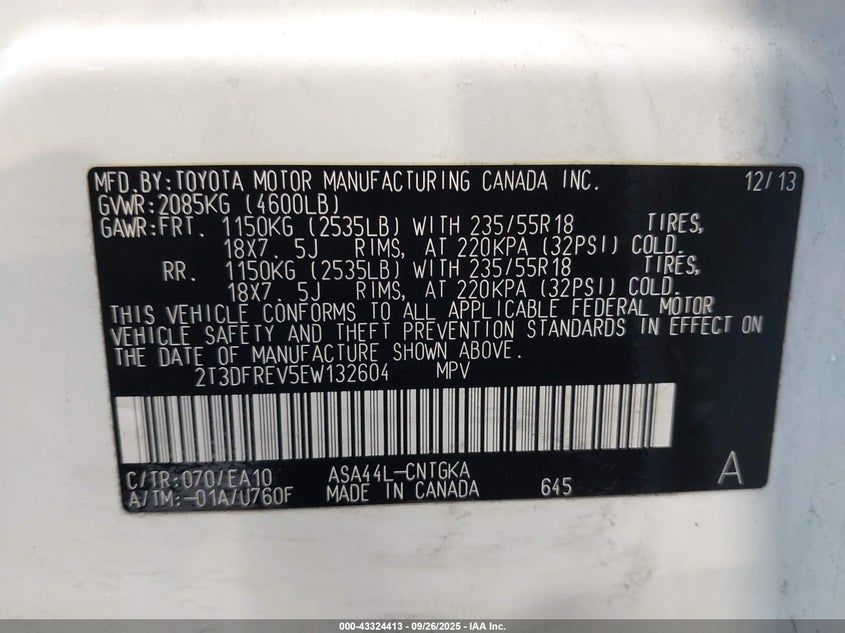 MFD.BY:TOYOTA MOTOR MANUFACTURING CANADA INC. 12/13
GVWR:2085KG (4600LB)
GAWR:FRT. 1150KG (2535LB) WITH 235/55R18 TIRES,
18X7. 5J RIMS, AT 220KPA (32PSI) COLD.
RR. 1150KG (2535LB) WITH 235/55R18 TIRES,
18X7. 5J RIMS, AT 220KPA (32PSI) COLD.
THIS VEHICLE CONFORMS TO ALL APPLICABLE FEDERAL MOTOR
VEHICLE SAFETY AND THEFT PREVENTION STANDARDS IN EFFECT ON
THE DATE OF MANUFACTURE SHOWN ABOVE.
2T3DFREV5EW132604 MPV
C/TR:070/EA10 ASA44L-CNTGKA A
A/TM:-01A/U760F MADE IN CANADA 645
000-43324413 - 09/26/2025 - IAA Inc.